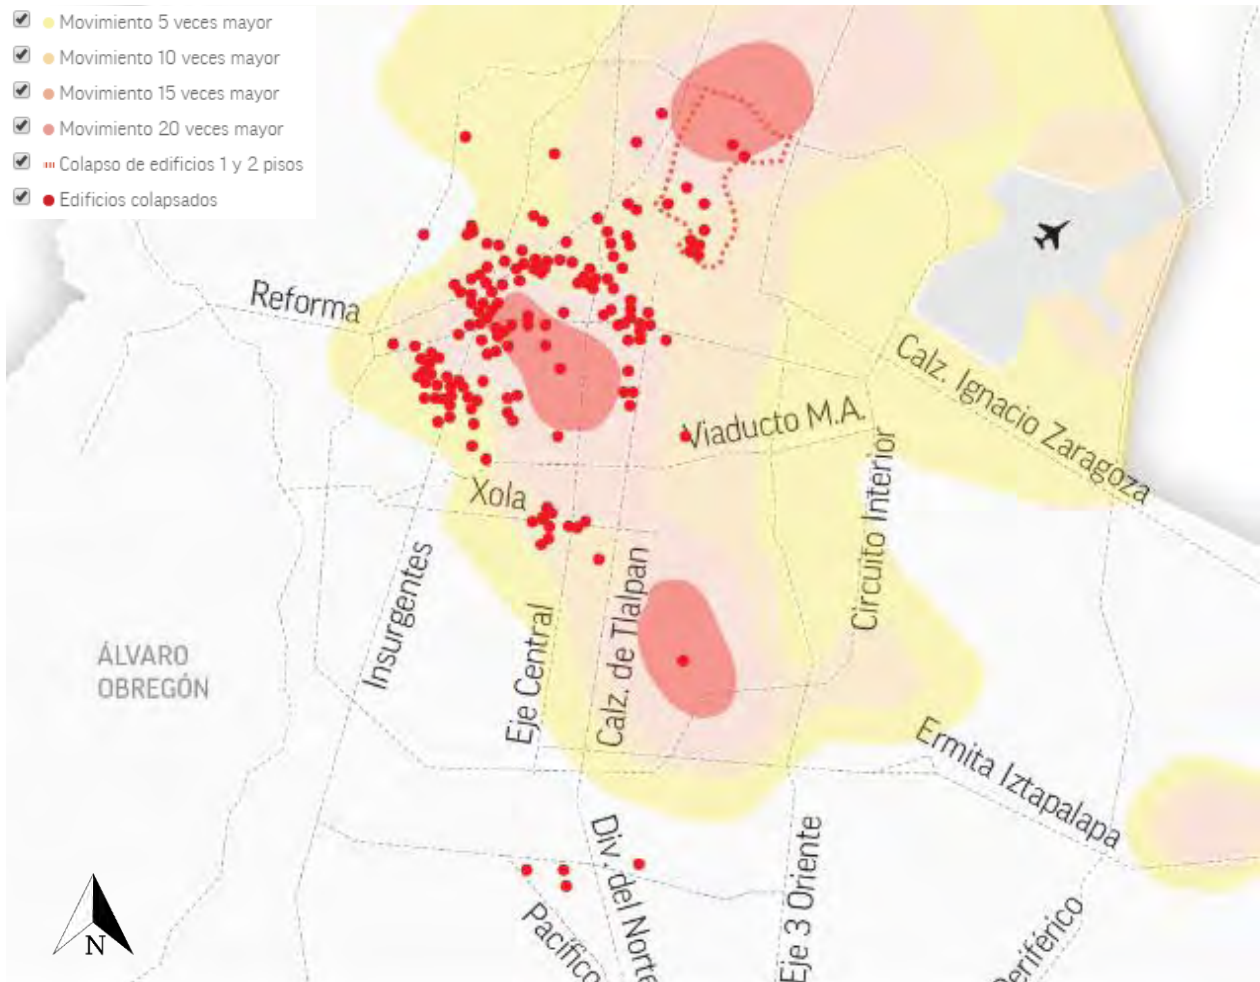 Movimiento 5 veces mayor
Movimiento 10 veces mayor
Movimiento 15 veces mayor
Movimiento 20 veces mayor
Colapso de edificios 1 y 2 pisos
Edificios colapsados
Reforma
Calz. Ignacio Zaragoza
Viaducto M.A.
Circuito Interior
Xola
Insurgentes
Eje Central
Calz. de Tlalpan
ÁLVARO
OBREGÓN
Ermita Iztapalapa
Div. del Norte
Eje 3 Oriente
Pacífico
Periférico
N